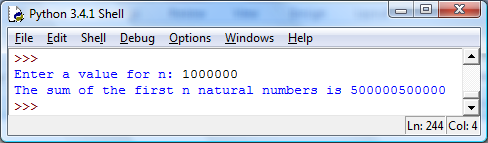 Python 3.4.1 Shell
File Edit Shell Debug Options Windows Help
>>>
Enter a value for n: 1000000
The sum of the first n natural numbers is 500000500000
>>>
Ln: 244 Col: 4